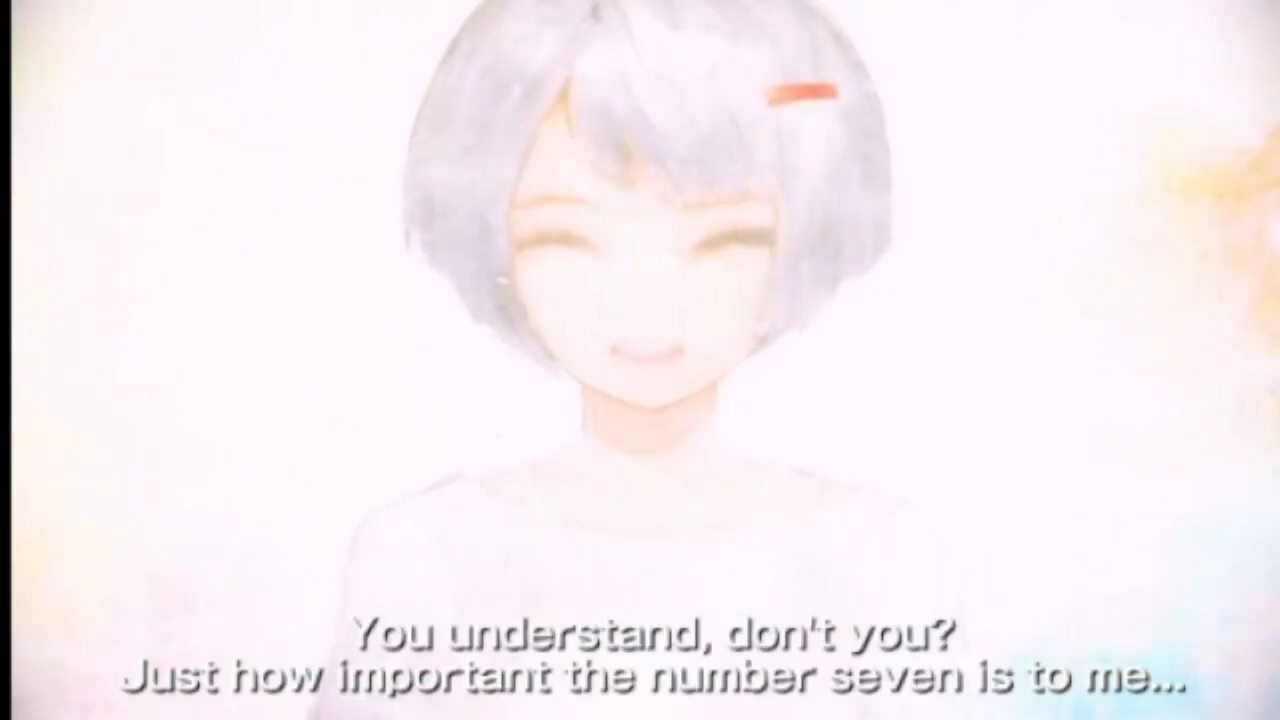 You understand, don't you?
Just how important the number seven is to me...